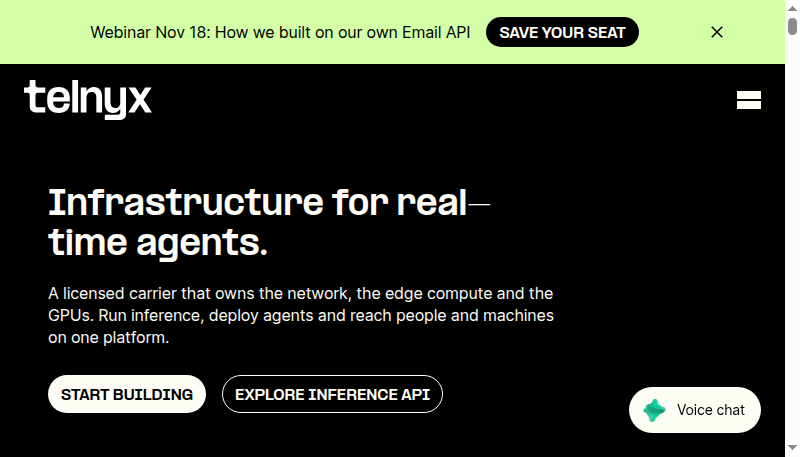 Webinar Nov 18: How we built on our own Email API
SAVE YOUR SEAT
telnyx
Infrastructure for real-
time agents.
A licensed carrier that owns the network, the edge compute and the
GPUs. Run inference, deploy agents and reach people and machines
on one platform.
START BUILDING
EXPLORE INFERENCE API
Voice chat